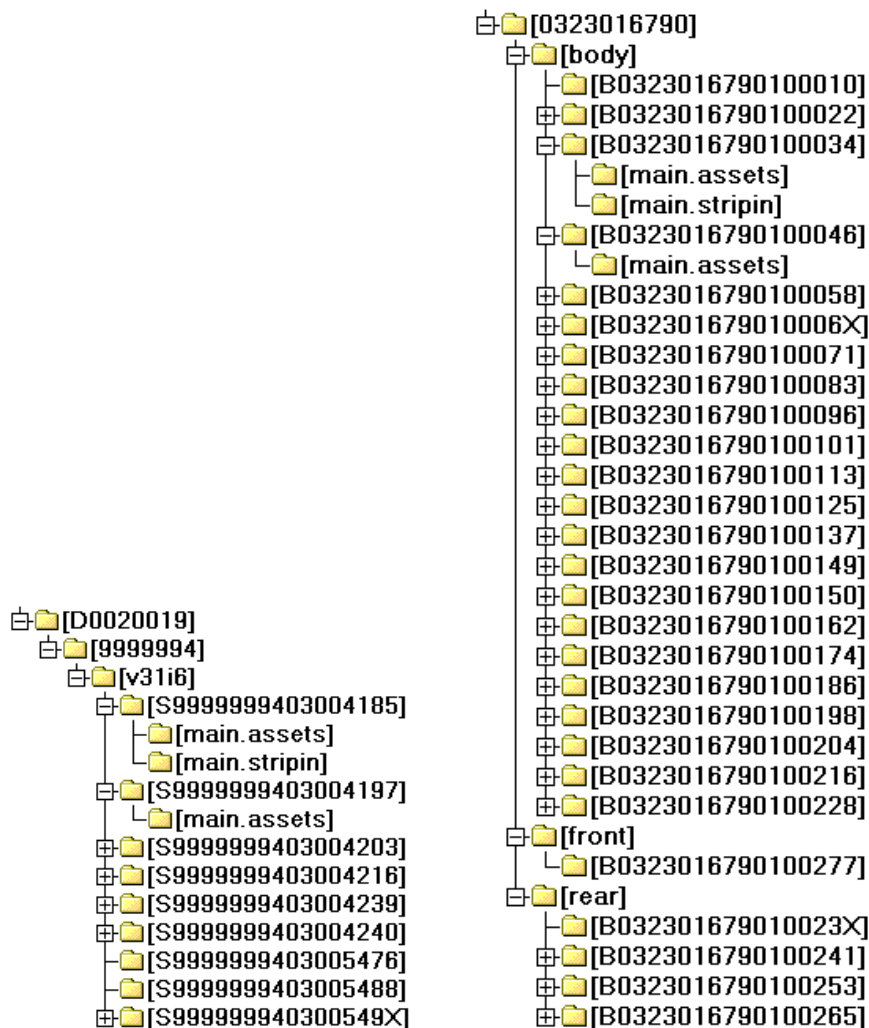 [D0020019]
[9999994]
[v31i6]
[S9999999403004185]
[main.assets]
[main.stripin]
[S9999999403004197]
[main.assets]
[S9999999403004203]
[S9999999403004216]
[S9999999403004239]
[S9999999403004240]
[S9999999403005476]
[S9999999403005488]
[S999999940300549X]
[0323016790]
[body]
[B0323016790100010]
[B0323016790100022]
[B0323016790100034]
[main.assets]
[main.stripin]
[B0323016790100046]
[main.assets]
[B0323016790100058]
[B032301679010006X]
[B0323016790100071]
[B0323016790100083]
[B0323016790100096]
[B0323016790100101]
[B0323016790100113]
[B0323016790100125]
[B0323016790100137]
[B0323016790100149]
[B0323016790100150]
[B0323016790100162]
[B0323016790100174]
[B0323016790100186]
[B0323016790100198]
[B0323016790100204]
[B0323016790100216]
[B0323016790100228]
[front]
[B0323016790100277]
[rear]
[B032301679010023X]
[B0323016790100241]
[B0323016790100253]
[B0323016790100265]